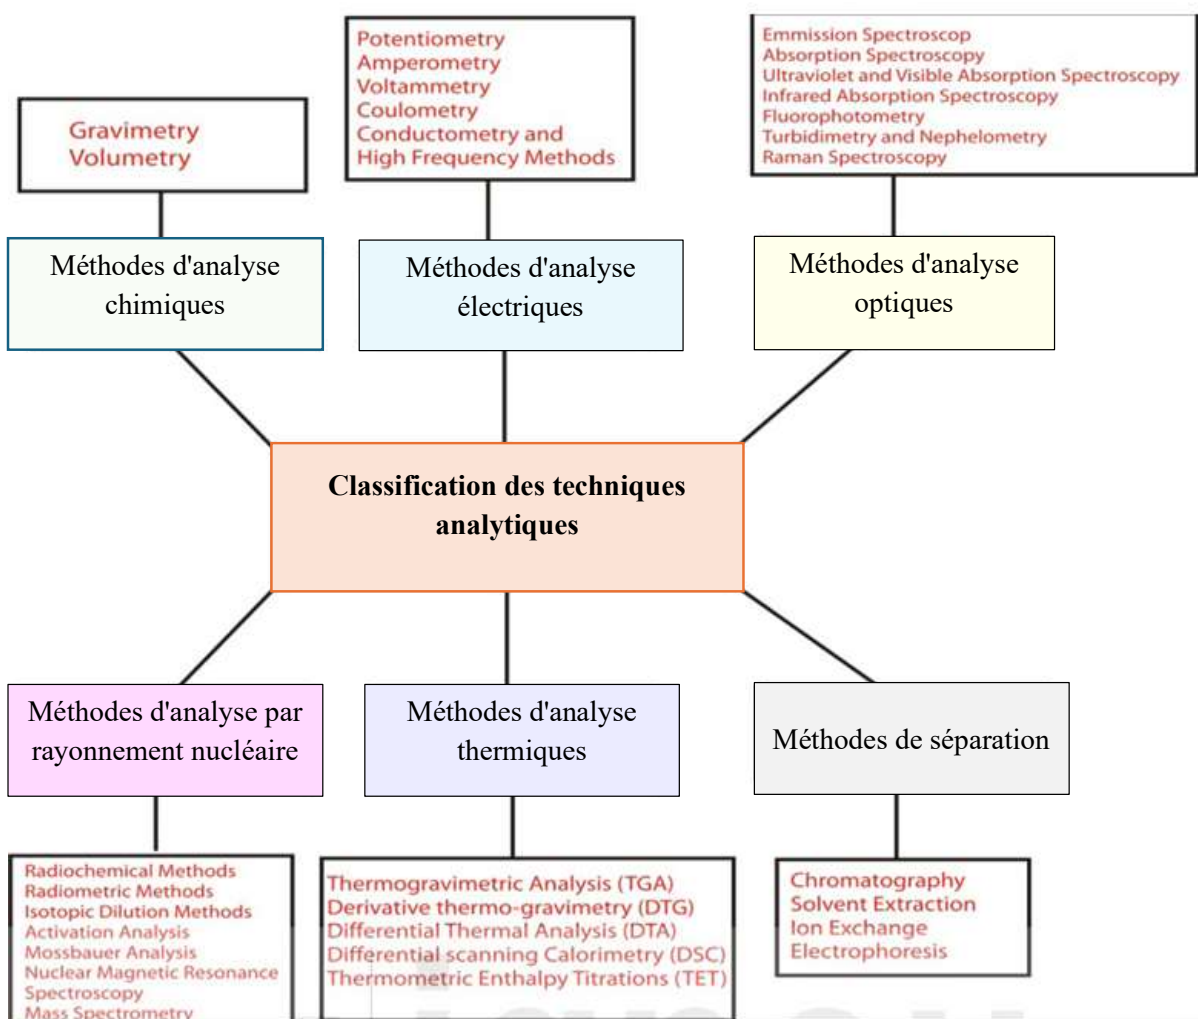 Gravimetry
Volumetry
Potentiometry
Amperometry
Voltammetry
Coulometry
Conductometry and
High Frequency Methods
Emmission Spectroscop
Absorption Spectroscopy
Ultraviolet and Visible Absorption Spectroscopy
Infrared Absorption Spectroscopy
Fluorophotometry
Turbidimetry and Nephelometry
Raman Spectroscopy
Méthodes d'analyse
chimiques
Méthodes d'analyse
électriques
Méthodes d'analyse
optiques
Classification des techniques
analytiques
Méthodes d'analyse par
rayonnement nucléaire
Méthodes d'analyse
thermiques
Méthodes de séparation
Radiochemical Methods
Radiometric Methods
Isotopic Dilution Methods
Activation Analysis
Mossbauer Analysis
Nuclear Magnetic Resonance
Spectroscopy
Mass Spectrometry
Thermogravimetric Analysis (TGA)
Derivative thermo-gravimetry (DTG)
Differential Thermal Analysis (DTA)
Differential scanning Calorimetry (DSC)
Thermometric Enthalpy Titrations (TET)
Chromatography
Solvent Extraction
Ion Exchange
Electrophoresis